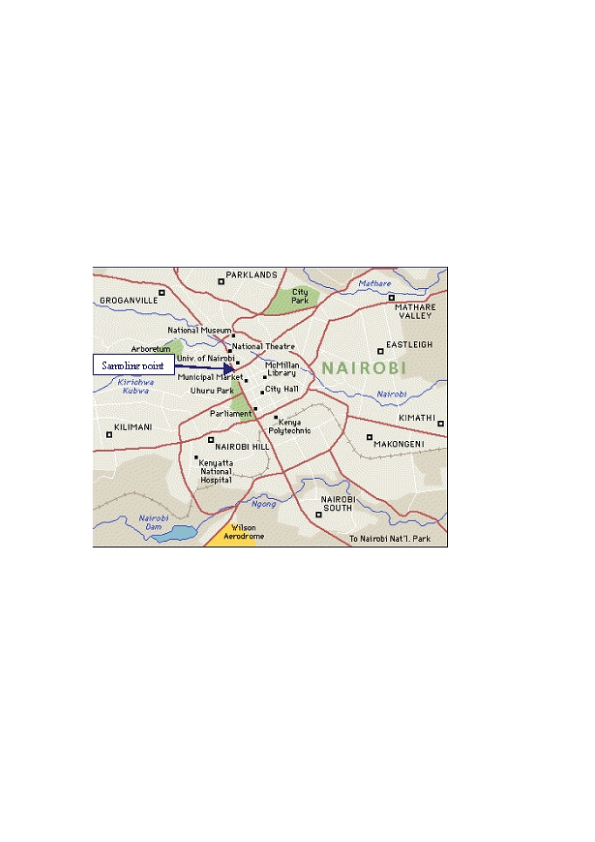 PARKLANDS
City
Park
Mathare
GROGANVILLE
MATHARE
VALLEY
National Museum
National Theatre
EASTLEIGH
Arboretum
Univ. of Nairobi
Sampling point
McMillan
Library
NAIROBI
Municipal Market
Kirichwa
Kubwa
Uhuru Park
City Hall
Nairobi
Parliament
KIMATHI
KILIMANI
Kenya
Polytechnic
MAKONGENI
NAIROBI HILL
Kenyatta
National
Hospital
Ngong
NAIROBI
SOUTH
Nairobi
Dam
Wilson
Aerodrome
To Nairobi Nat'l. Park